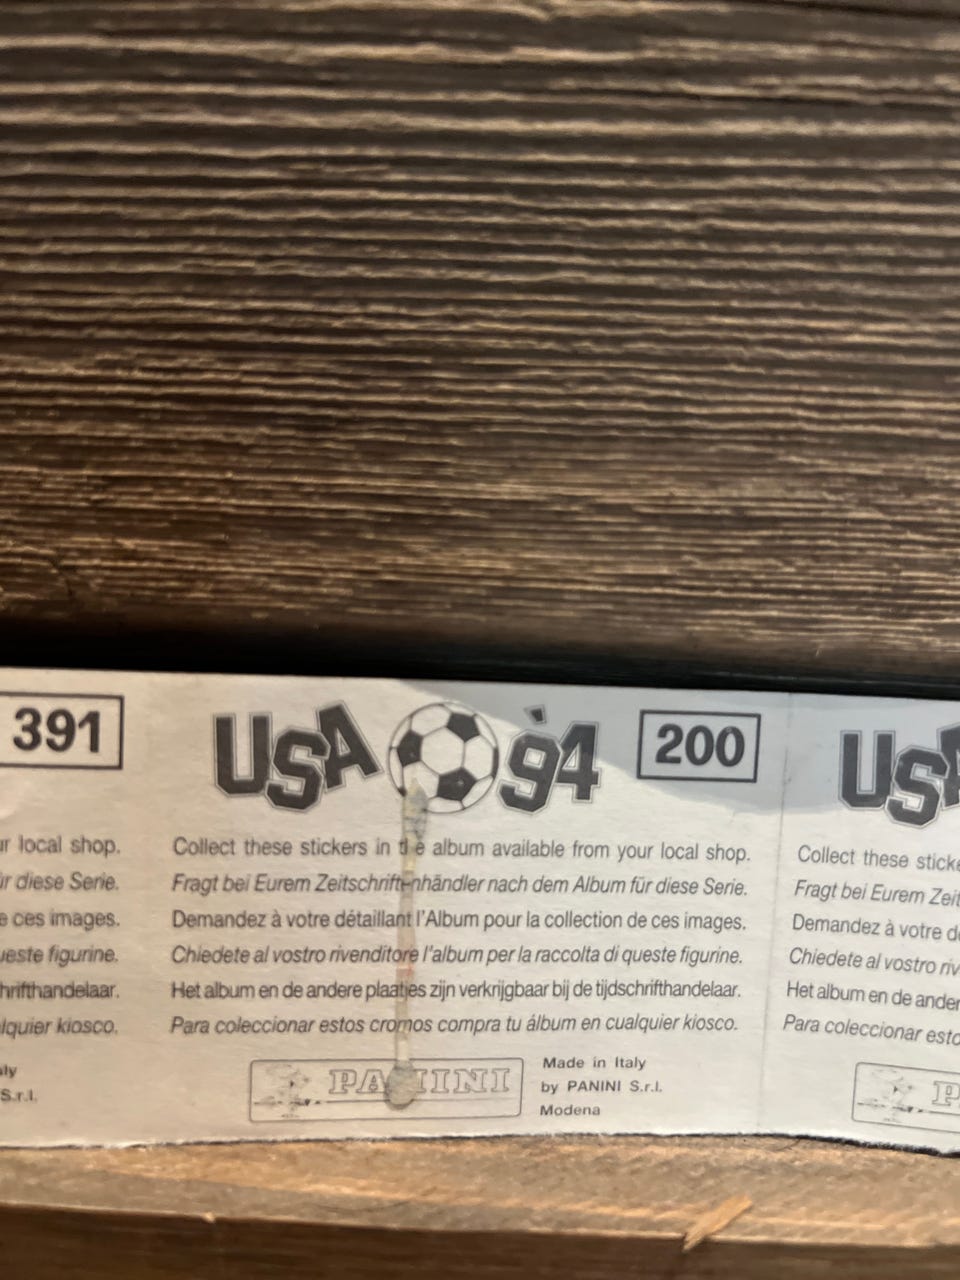 391
ur local shop.
ür diese Serie.
e ces images.
ueste figurine.
hrifthandelaar.
lquier kiosco.
aly
S.r.l.
USA '94
200
Collect these stickers in the album available from your local shop.
Fragt bei Eurem Zeitschriftenhändler nach dem Album für diese Serie.
Demandez à votre détaillant l'Album pour la collection de ces images.
Chiedete al vostro rivenditore l'album per la raccolta di queste figurine.
Het album en de andere plaatjes zijn verkrijgbaar bij de tijdschrifthandelaar.
Para coleccionar estos cromos compra tu álbum en cualquier kiosco.
PANINI
Made in Italy
by PANINI S.r.l.
Modena
USA
Collect these sticke
Fragt bei Eurem Zeit
Demandez à votre dé
Chiedete al vostro riv
Het album en de ander
Para coleccionar esto
P